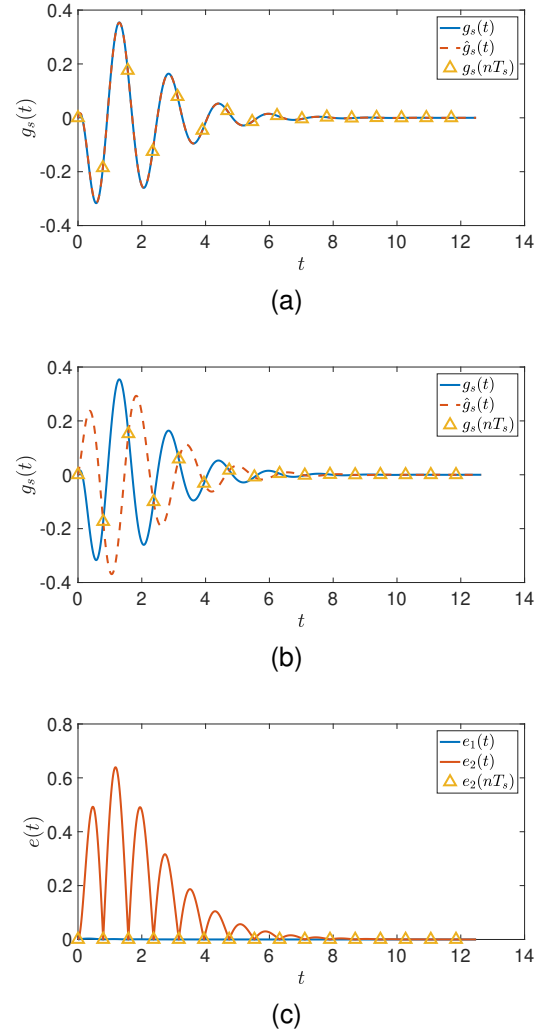 0.4
0.2
0
-0.2
-0.4
g_s(t)
g_s(t)
ĝ_s(t)
g_s(nT_s)
0 2 4 6 8 10 12 14
t
(a)
0.4
0.2
0
-0.2
-0.4
g_s(t)
g_s(t)
ĝ_s(t)
g_s(nT_s)
0 2 4 6 8 10 12 14
t
(b)
0.8
0.6
0.4
0.2
0
e(t)
e_1(t)
e_2(t)
e_2(nT_s)
0 2 4 6 8 10 12 14
t
(c)